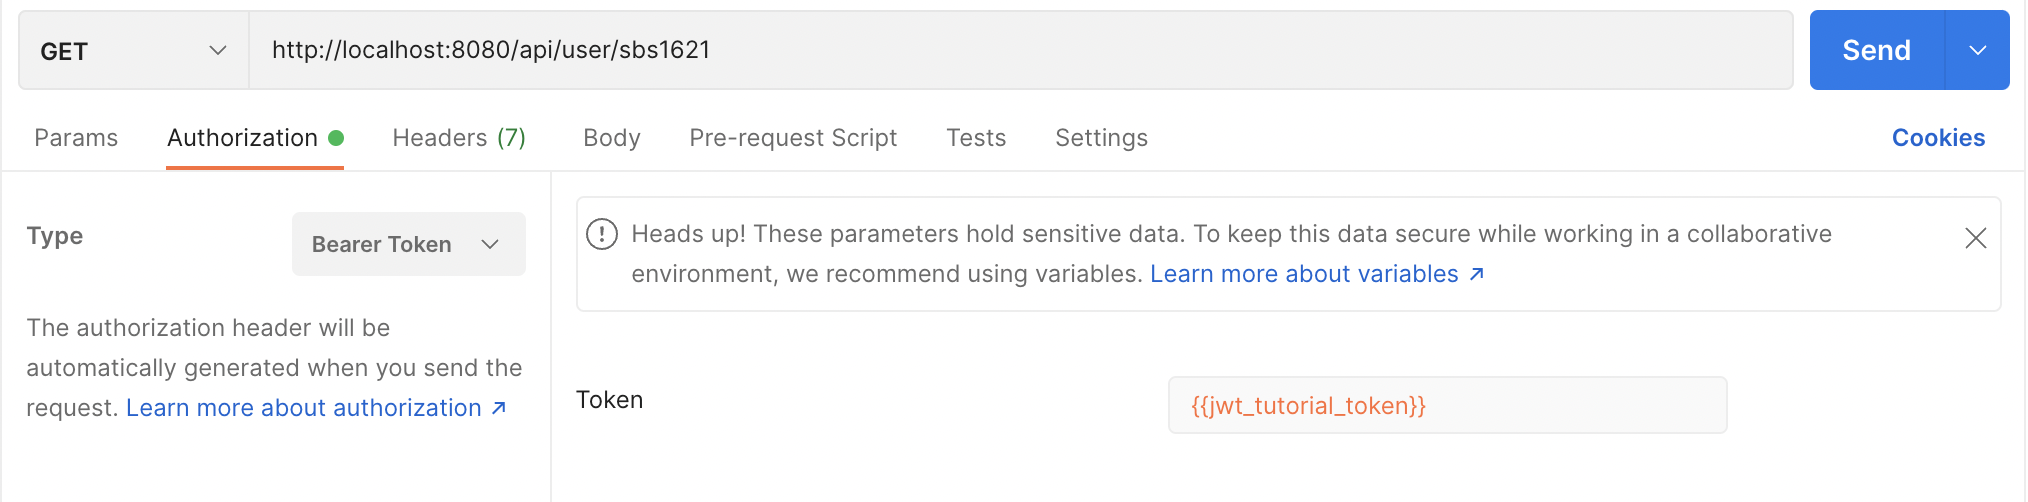 GET http://localhost:8080/api/user/sbs1621 Send
Params Authorization Headers (7) Body Pre-request Script Tests Settings Cookies
Type Bearer Token
The authorization header will be
automatically generated when you send the
request. Learn more about authorization ↗
Heads up! These parameters hold sensitive data. To keep this data secure while working in a collaborative
environment, we recommend using variables. Learn more about variables ↗
Token {{jwt_tutorial_token}}